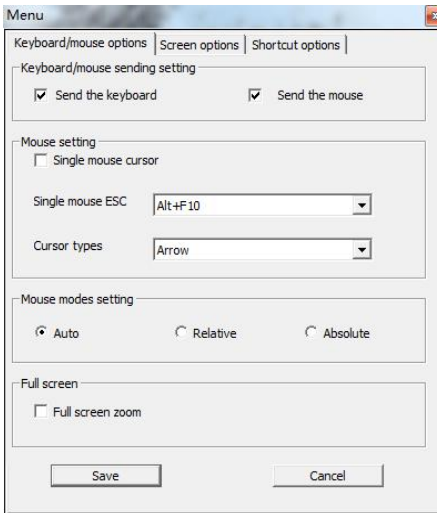 Menu
Keyboard/mouse options Screen options Shortcut options
Keyboard/mouse sending setting
Send the keyboard Send the mouse
Mouse setting
Single mouse cursor
Single mouse ESC Alt+F10
Cursor types Arrow
Mouse modes setting
Auto Relative Absolute
Full screen
Full screen zoom
Save Cancel